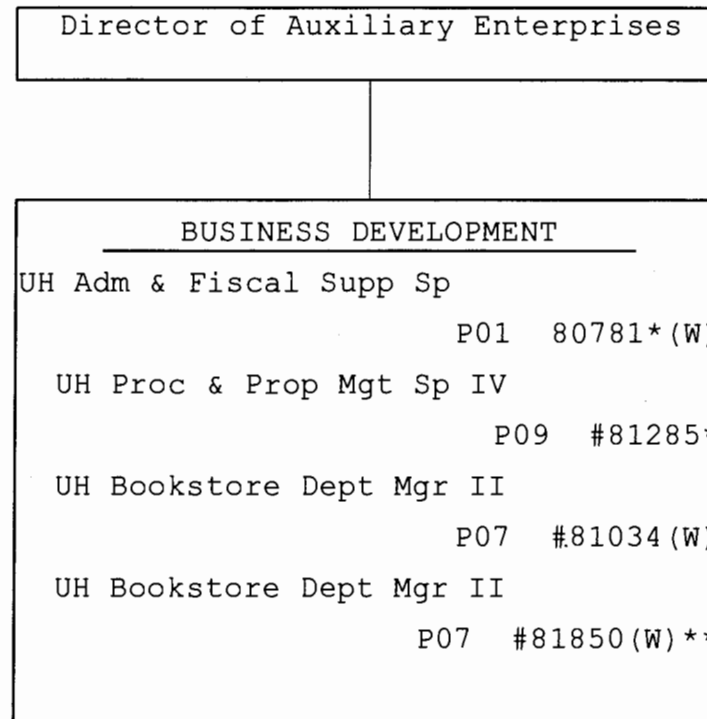 Director of Auxiliary Enterprises
BUSINESS DEVELOPMENT
UH Adm & Fiscal Supp Sp
P01 80781*(W)
UH Proc & Prop Mgt Sp IV
P09 #81285*
UH Bookstore Dept Mgr II
P07 #81034(W)
UH Bookstore Dept Mgr II
P07 #81850(W)**